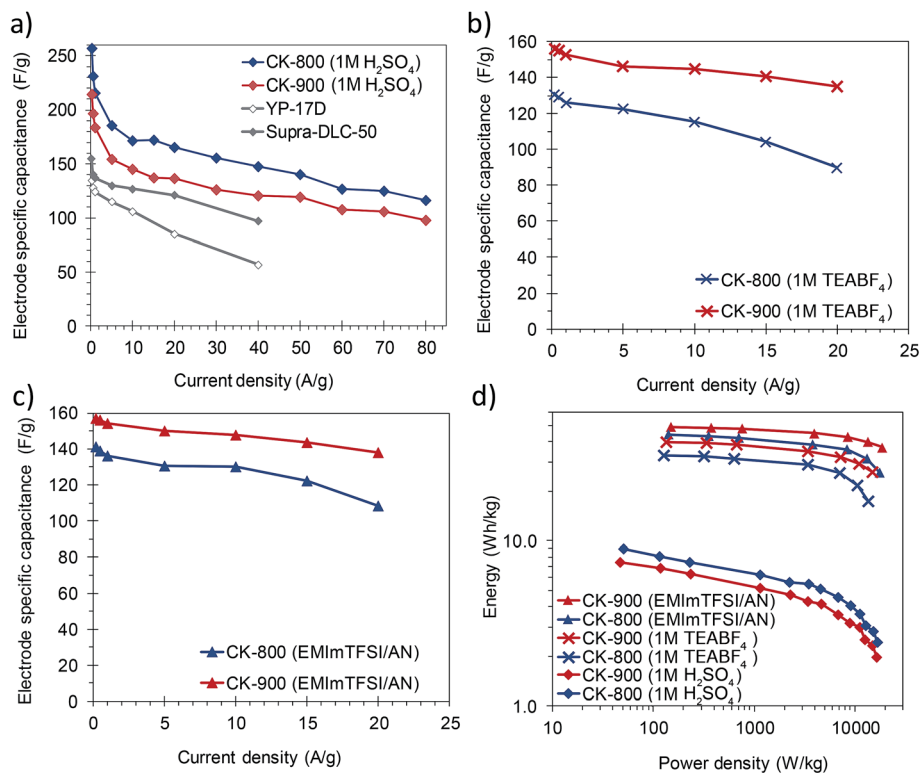 a)
Electrode specific capacitance (F/g)
250
200
150
100
50
0
0 10 20 30 40 50 60 70 80
Current density (A/g)
CK-800 (1M H₂SO₄)
CK-900 (1M H₂SO₄)
YP-17D
Supra-DLC-50
b)
Electrode specific capacitance (F/g)
160
140
120
100
80
60
40
20
0
0 5 10 15 20 25
Current density (A/g)
CK-800 (1M TEABF₄)
CK-900 (1M TEABF₄)
c)
Electrode specific capacitance (F/g)
160
140
120
100
80
60
40
20
0
0 5 10 15 20 25
Current density (A/g)
CK-800 (EMImTFSI/AN)
CK-900 (EMImTFSI/AN)
d)
Energy (Wh/kg)
10.0
1.0
10 100 1000 10000
Power density (W/kg)
CK-900 (EMImTFSI/AN)
CK-800 (EMImTFSI/AN)
CK-900 (1M TEABF₄)
CK-800 (1M TEABF₄)
CK-900 (1M H₂SO₄)
CK-800 (1M H₂SO₄)